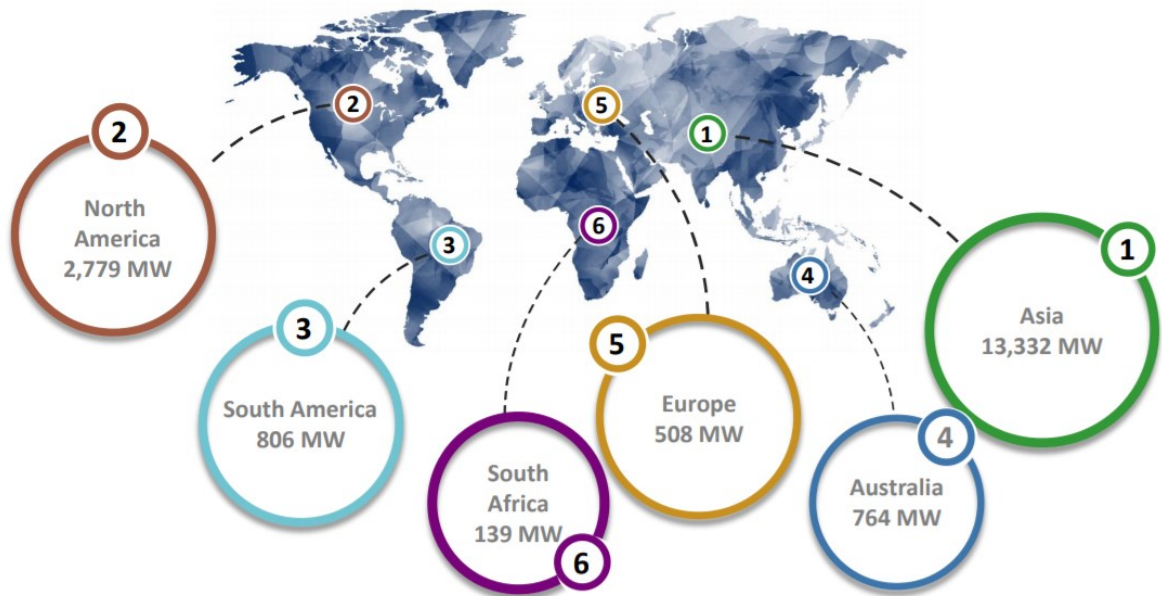 2
5
1
3
6
4
2
North
America
2,779 MW
1
Asia
13,332 MW
3
South America
806 MW
5
Europe
508 MW
4
Australia
764 MW
South
Africa
139 MW
6